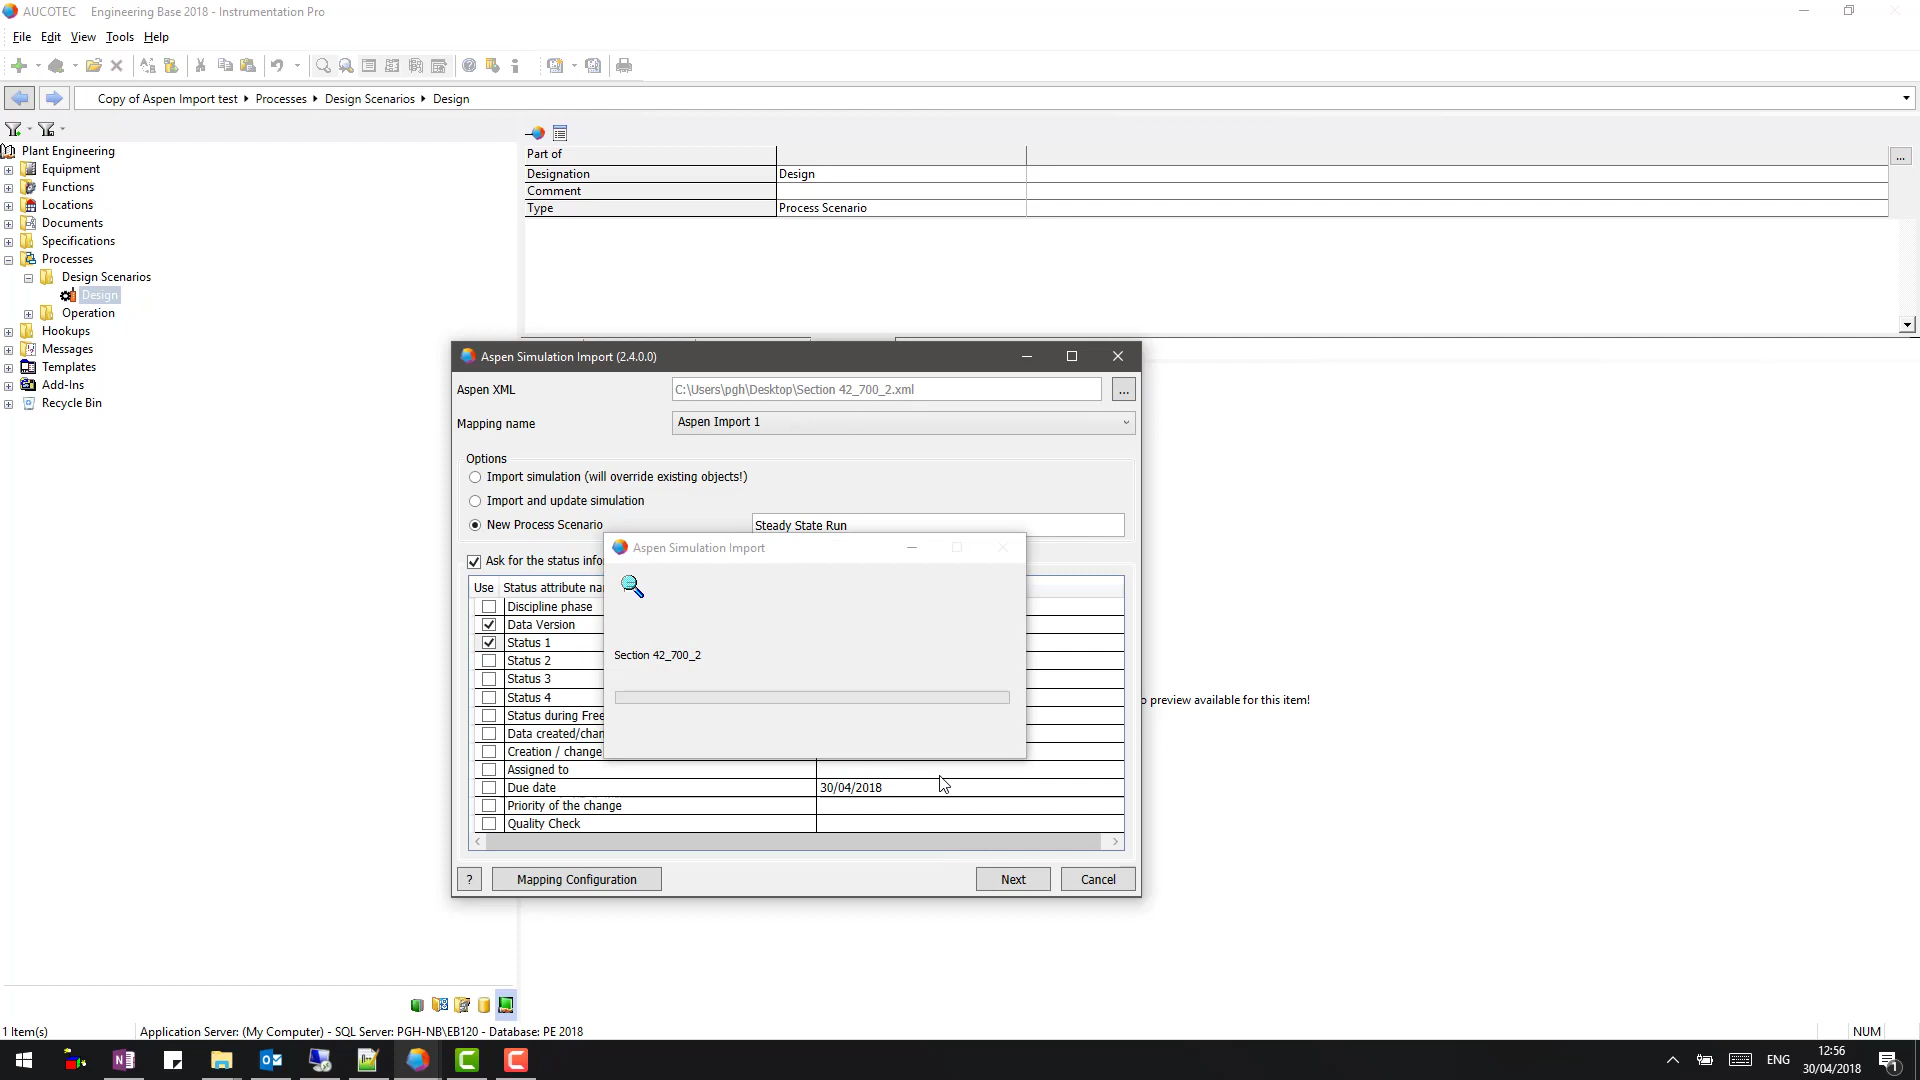 AUCOTEC Engineering Base 2018 - Instrumentation Pro
File Edit View Tools Help
Copy of Aspen Import test Processes Design Scenarios Design
Plant Engineering
Equipment
Functions
Locations
Documents
Specifications
Processes
Design Scenarios
Design
Operation
Hookups
Messages
Templates
Add-Ins
Recycle Bin
Part of
...
Designation Design
Comment
Type Process Scenario
Aspen Simulation Import (2.4.0.0)
Aspen XML C:\Users\pgh\Desktop\Section 42_700_2.xml ...
Mapping name Aspen Import 1
Options
Import simulation (will override existing objects!)
Import and update simulation
New Process Scenario Steady State Run
Ask for the status info
Use Status attribute na
Discipline phase
Data Version
Status 1
Status 2
Status 3
Status 4
Status during Free
Data created/chan
Creation / change
Assigned to
Due date 30/04/2018
Priority of the change
Quality Check
? Mapping Configuration Next Cancel
Aspen Simulation Import
Section 42_700_2
o preview available for this item!
1 Item(s) Application Server: (My Computer) - SQL Server: PGH-NB\EB120 - Database: PE 2018 NUM
ENG
12:56
30/04/2018
1